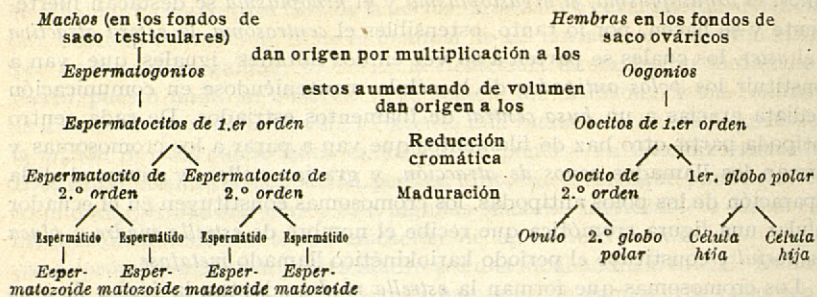 Machos (en los fondos de
saco testiculares)
Hembras en los fondos de
saco ováricos
dan origen por multiplicación a los
Espermatogonios
Oogonios
estos aumentando de volumen
dan origen a los
Espermatocitos de 1.er orden
Oocitos de 1.er orden
Reducción
cromática
Espermatocito de
2.º orden
Espermatocito de
2.º orden
Maduración
Oocito de
2.º orden
1er. globo polar
Espermátido Espermátido Espermátido Espermátido
Ovulo
2.º globo
polar
Célula
hija
Célula
hija
Esper-
matozoide
Esper-
matozoide
Esper-
matozoide
Esper-
matozoide